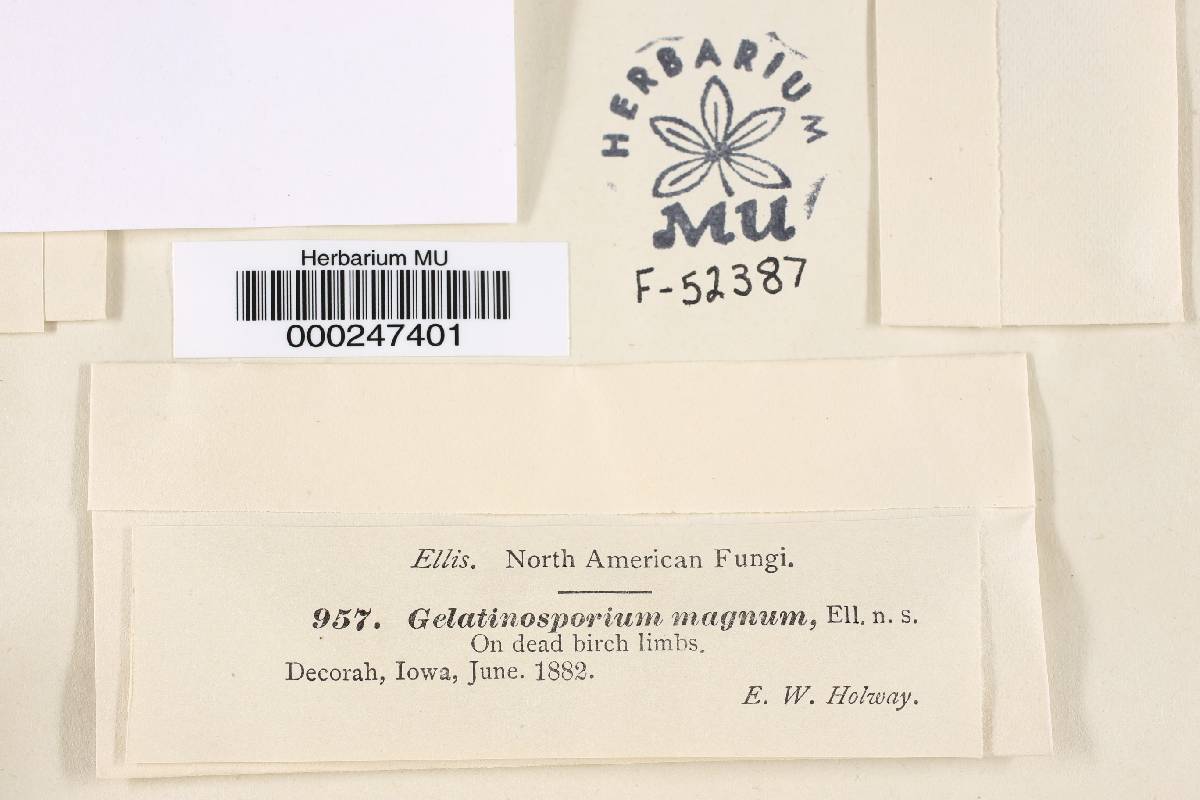 HERBARIUM
MU
F-52387
Herbarium MU
000247401
Ellis. North American Fungi.
957. Gelatinosporium magnum, Ell. n. s.
On dead birch limbs.
Decorah, Iowa, June. 1882.
E. W. Holway.